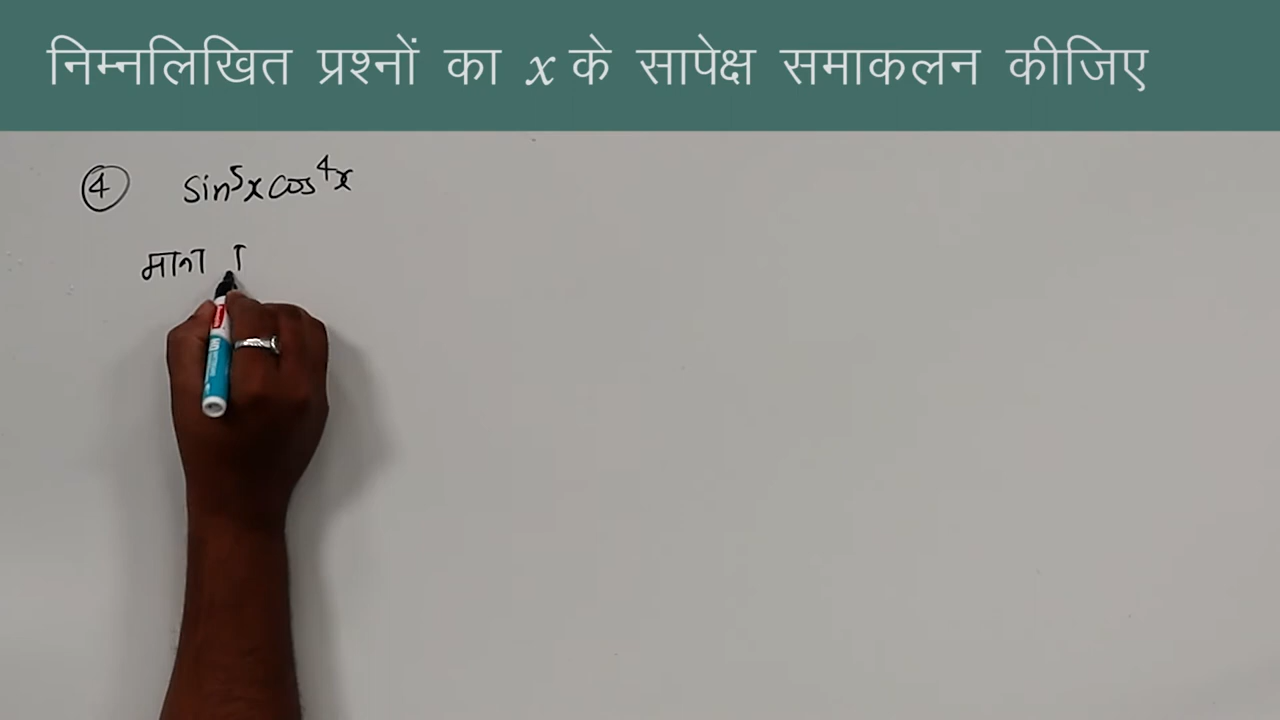 निम्नलिखित प्रश्नों का x के सापेक्ष समाकलन कीजिए
④ sin⁵x cos⁴x
माना I